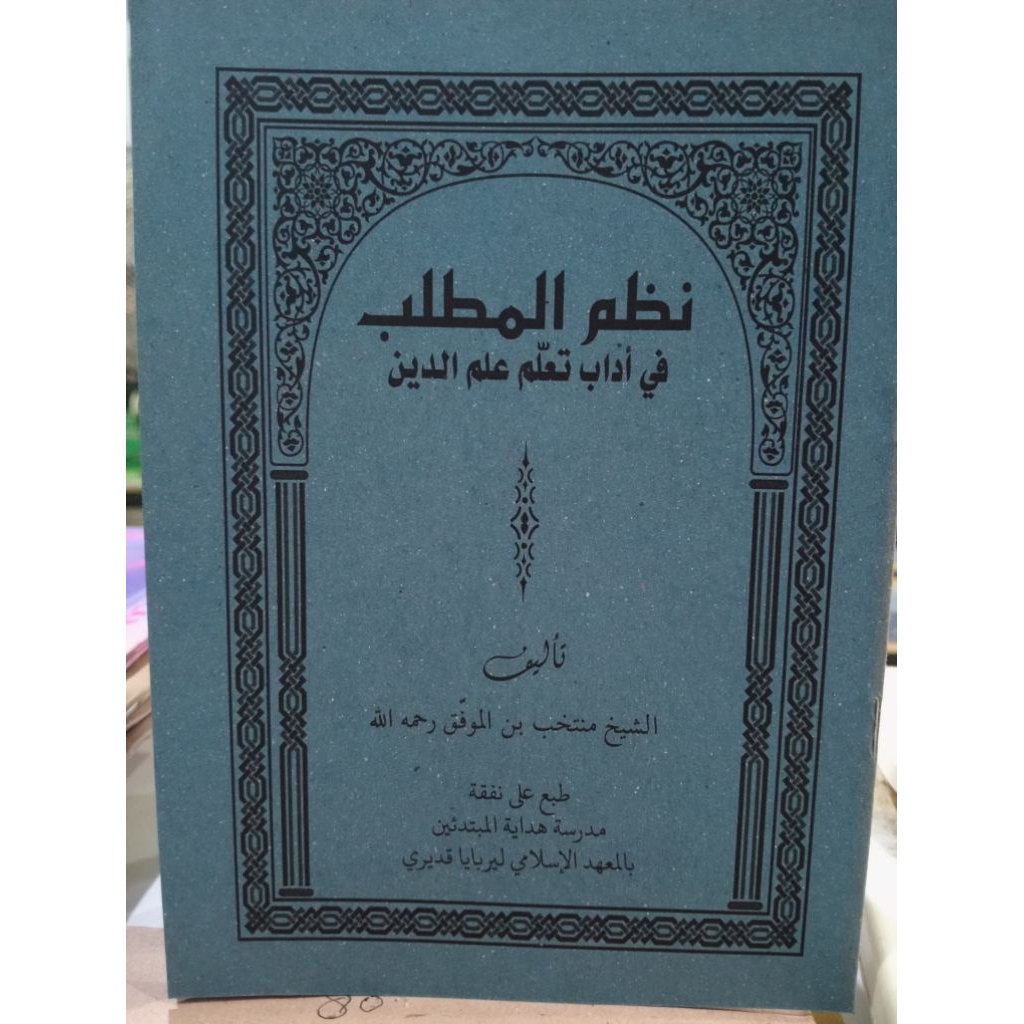 نظم المطلب
في أداب تعلّم علم الدين
تأليف
الشيخ منتخب بن الموفّق رحمه الله
طبع على نفقة
مدرسة هداية المبتدئين
بالمعهد الإسلامي ليربايا قديري
80